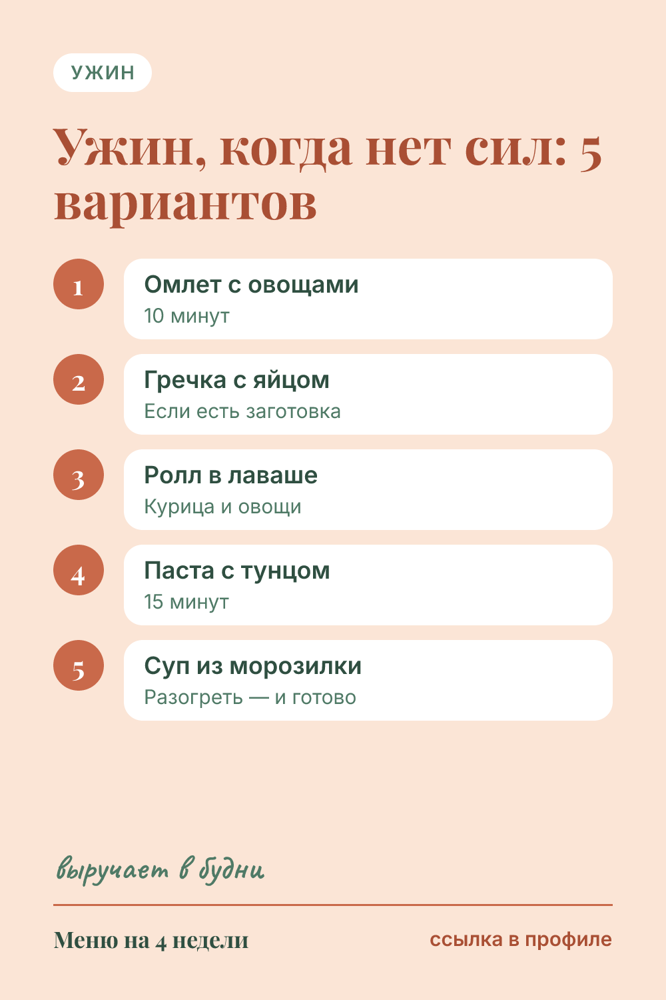 УЖИН
Ужин, когда нет сил: 5
вариантов
1
Омлет с овощами
10 минут
2
Гречка с яйцом
Если есть заготовка
3
Ролл в лаваше
Курица и овощи
4
Паста с тунцом
15 минут
5
Суп из морозилки
Разогреть — и готово
выручает в будни
Меню на 4 недели
ссылка в профиле